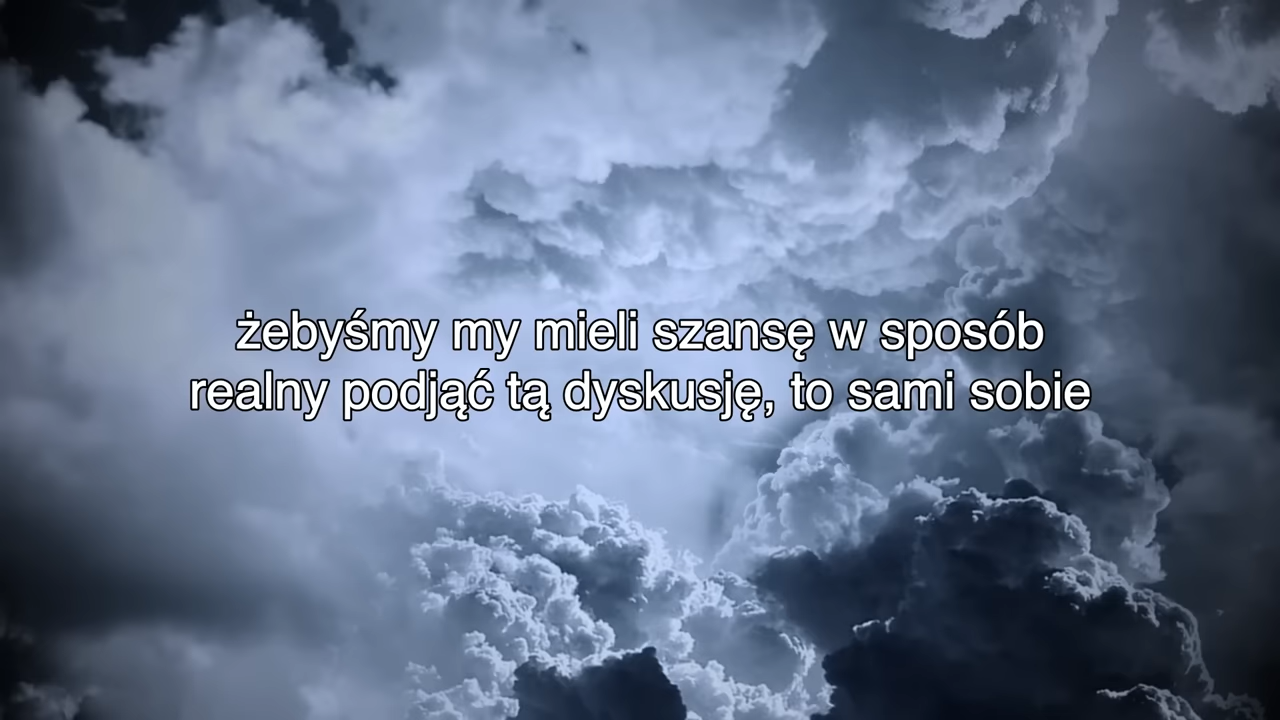 żebyśmy my mieli szansę w sposób
realny podjąć tą dyskusję, to sami sobie